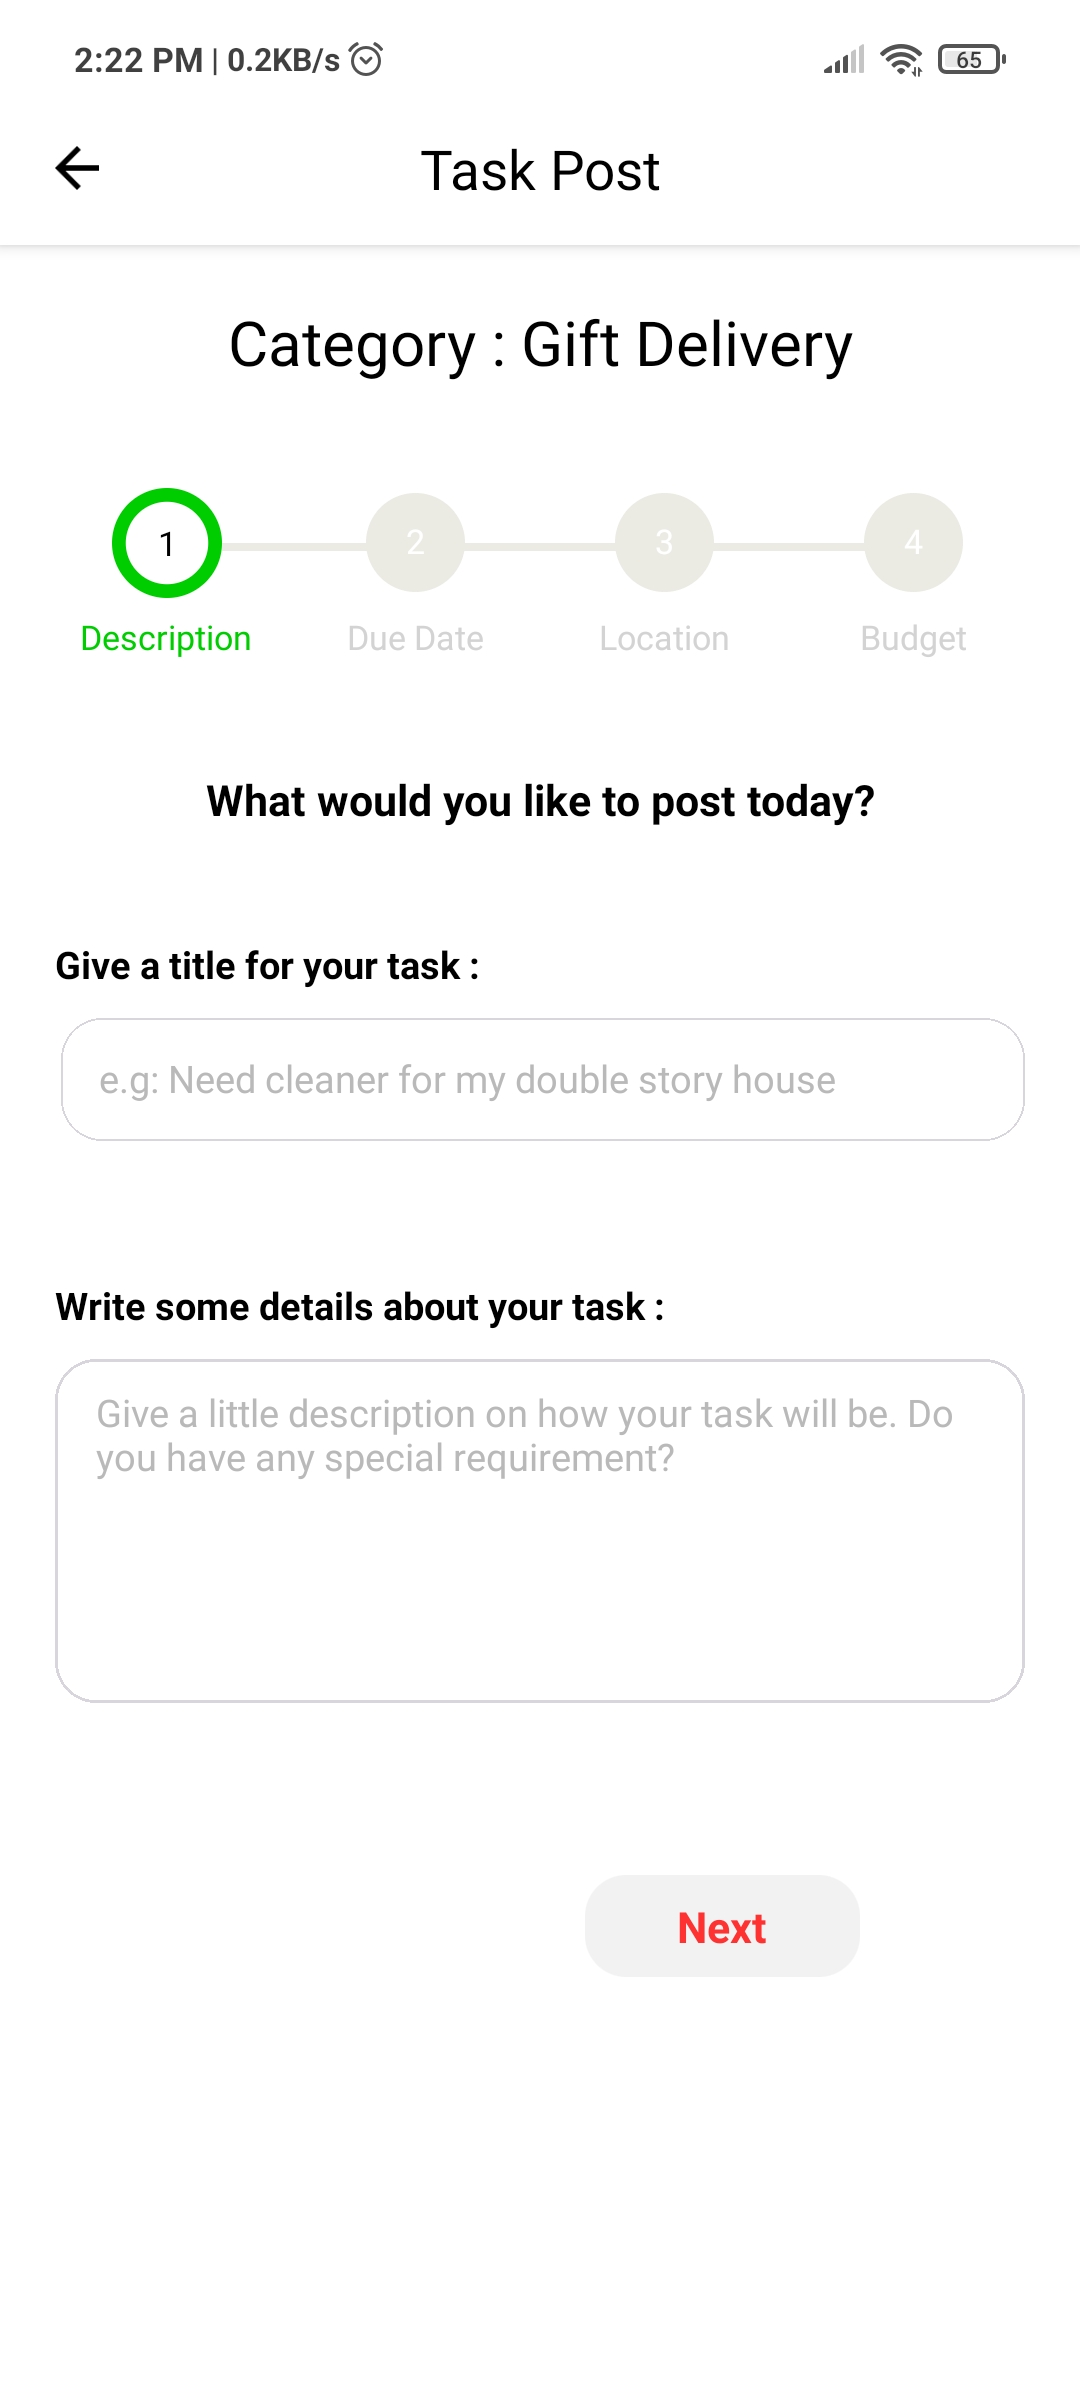 2:22 PM | 0.2KB/s
65
Task Post
Category : Gift Delivery
1
2
3
4
Description
Due Date
Location
Budget
What would you like to post today?
Give a title for your task :
e.g: Need cleaner for my double story house
Write some details about your task :
Give a little description on how your task will be. Do
you have any special requirement?
Next